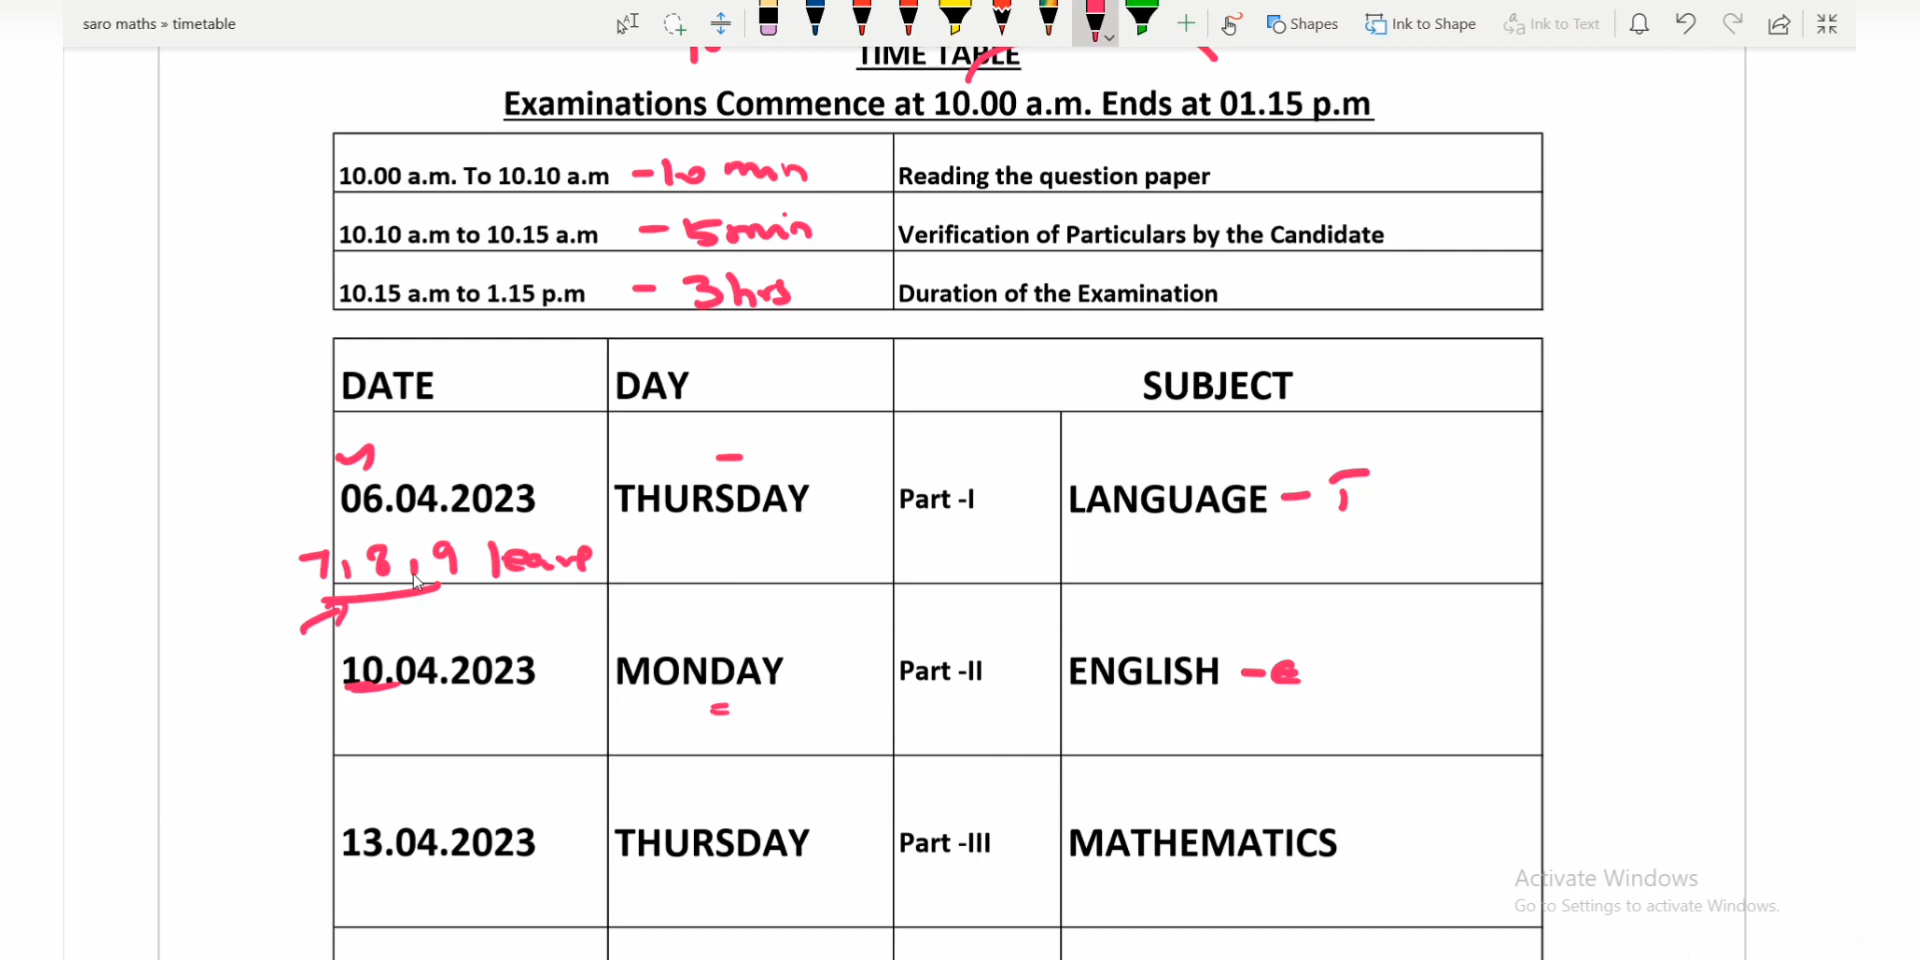 saro maths » timetable
Shapes
Ink to Shape
Ink to Text
TIME TABLE
Examinations Commence at 10.00 a.m. Ends at 01.15 p.m
10.00 a.m. To 10.10 a.m - 10 min Reading the question paper
10.10 a.m to 10.15 a.m - 5 min Verification of Particulars by the Candidate
10.15 a.m to 1.15 p.m - 3 hrs Duration of the Examination
DATE DAY SUBJECT
06.04.2023 THURSDAY Part -I LANGUAGE - T
7, 8, 9 leave
10.04.2023 MONDAY Part -II ENGLISH - e
13.04.2023 THURSDAY Part -III MATHEMATICS
Activate Windows
Go to Settings to activate Windows.